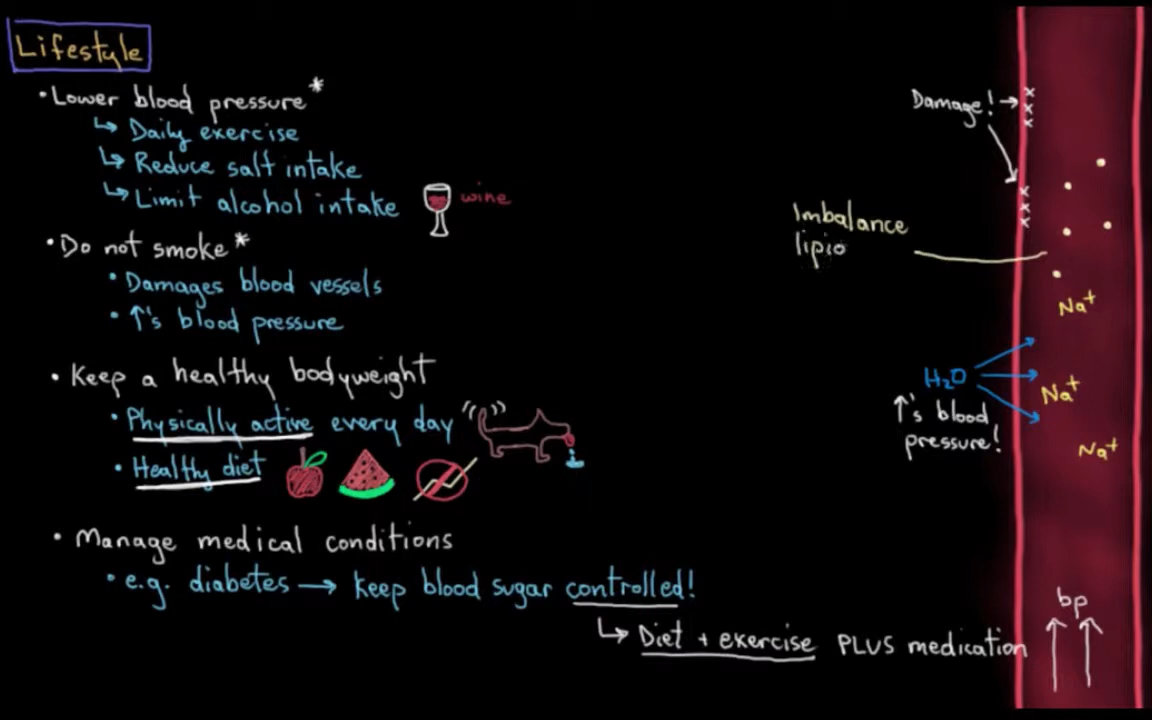 Lifestyle
• Lower blood pressure*
↳ Daily exercise
↳ Reduce salt intake
↳ Limit alcohol intake
wine
• Do not smoke*
• Damages blood vessels
• ↑'s blood pressure
• Keep a healthy bodyweight
• Physically active every day
• Healthy diet
• Manage medical conditions
• e.g. diabetes → keep blood sugar controlled!
↳ Diet + exercise PLUS medication
Damage! →
x x x
x x x
Imbalance
lipi
Na+
H₂O
Na+
↑'s blood
pressure!
Na+
bp